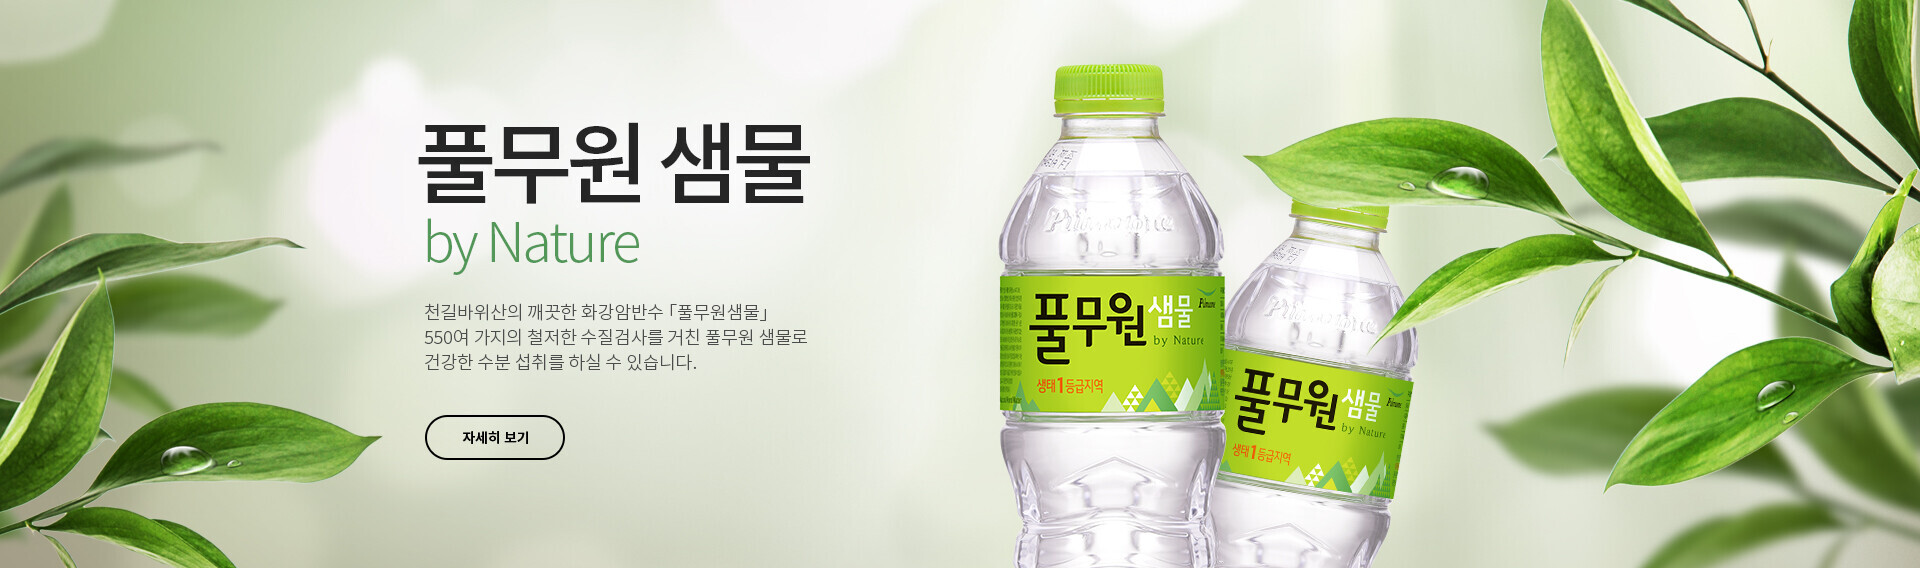 풀무원 샘물
by Nature
천길바위산의 깨끗한 화강암반수 「풀무원샘물」
550여 가지의 철저한 수질검사를 거친 풀무원 샘물로
건강한 수분 섭취를 하실 수 있습니다.
자세히 보기
Pulmuone
풀무원 샘물
Pulmuone
by Nature
생태1등급지역
Pulmuone
풀무원 샘물
Pulmuone
by Nature
생태1등급지역